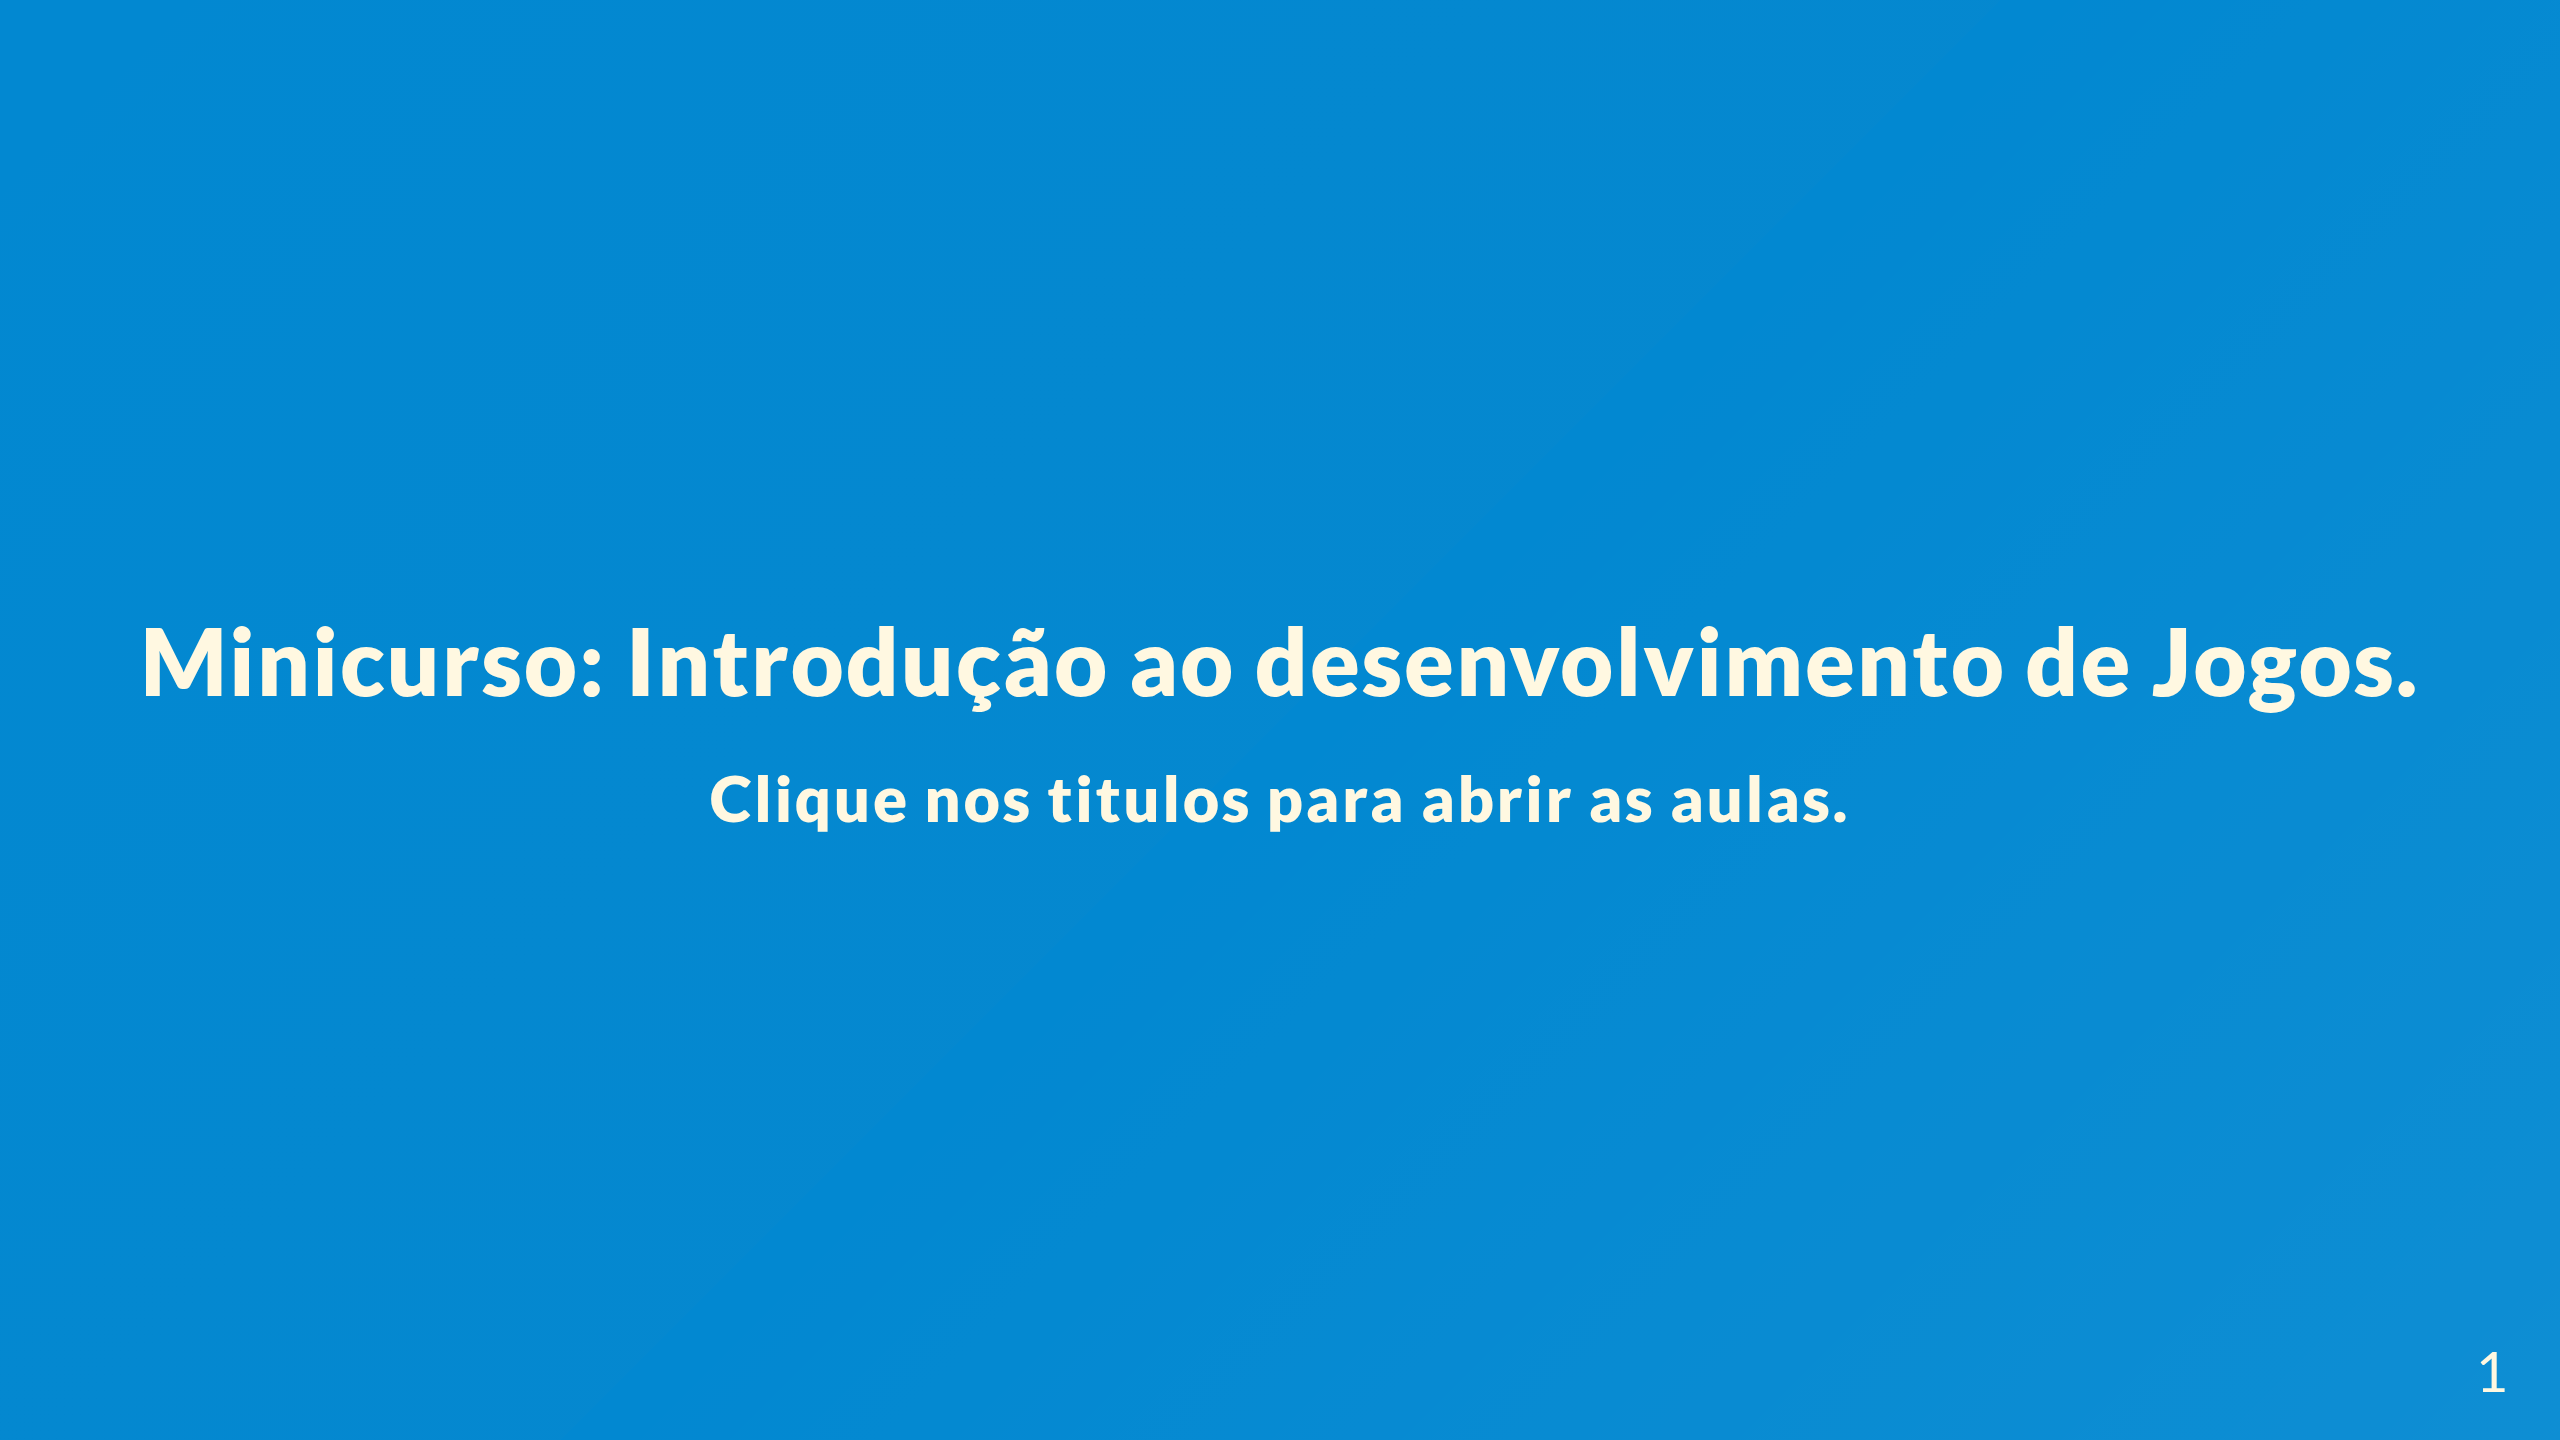 Minicurso: Introdução ao desenvolvimento de Jogos.
Clique nos titulos para abrir as aulas.
1